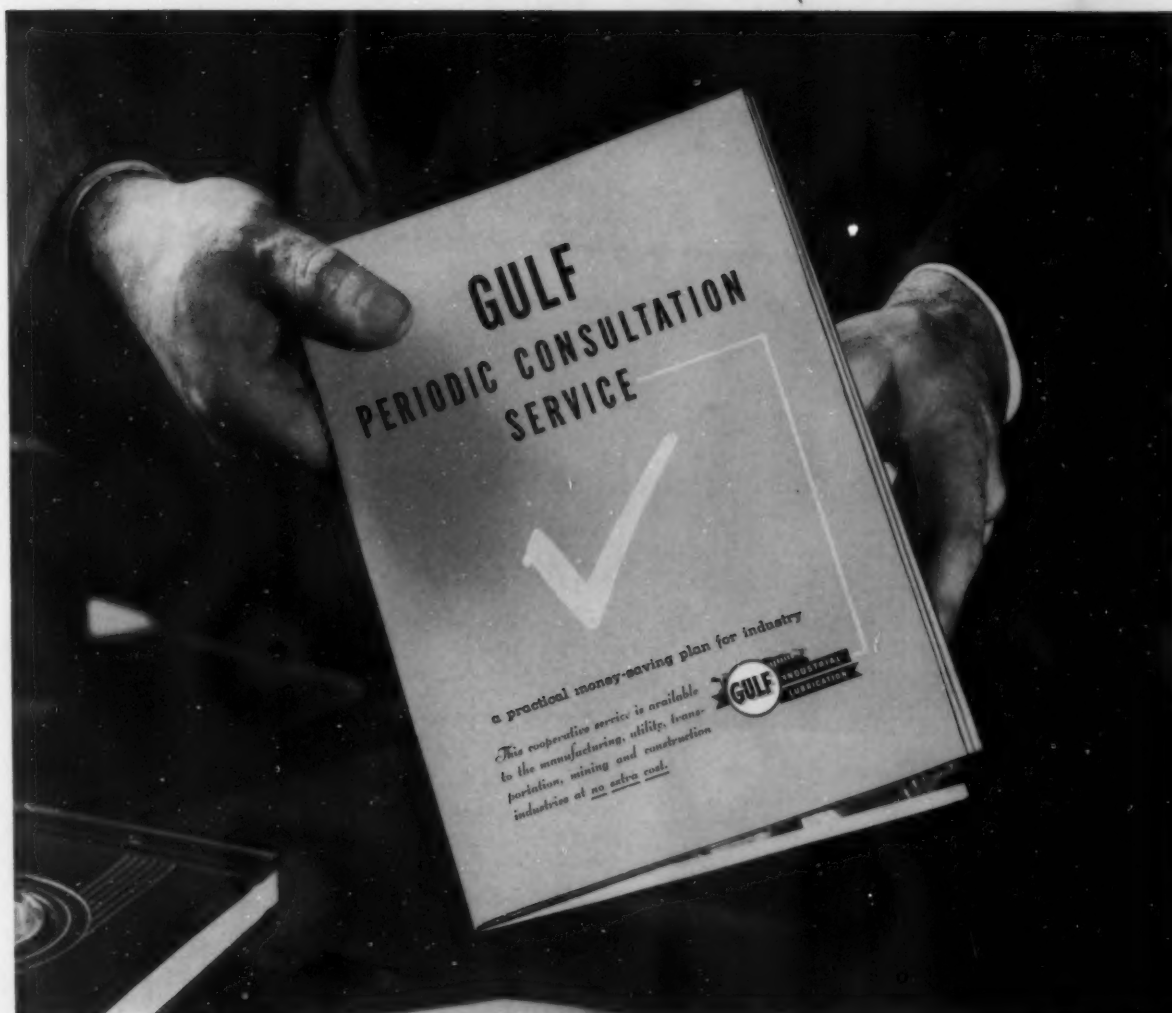 GULF
PERIODIC CONSULTATION
SERVICE
a practical money-saving plan for industry
This cooperative service is available
to the manufacturing, utility, trans-
portation, mining and construction
industries at no extra cost.
GULF
INDUSTRIAL
LUBRICATION